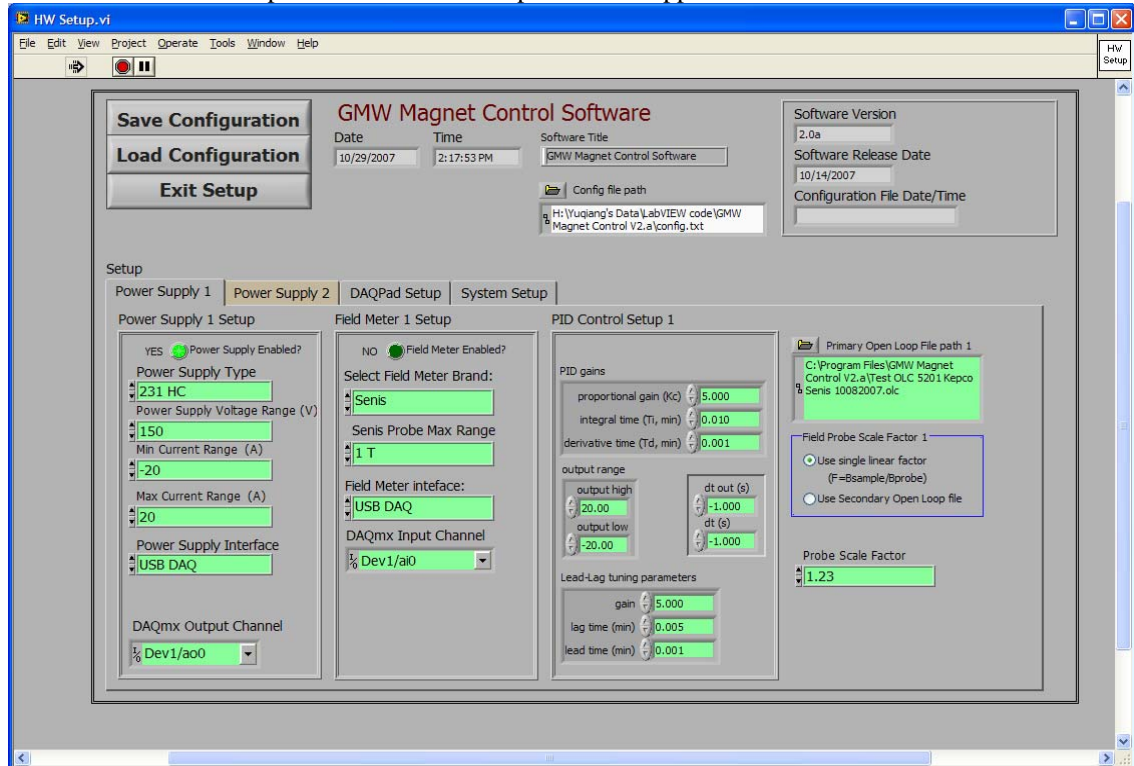 HW Setup.vi
File Edit View Project Operate Tools Window Help
HW
Setup
Save Configuration
Load Configuration
Exit Setup
GMW Magnet Control Software
Date Time Software Title
10/29/2007 2:17:53 PM GMW Magnet Control Software
Config file path
H:\Yuqiang's Data\LabVIEW code\GMW
Magnet Control V2.a\config.txt
Software Version
2.0a
Software Release Date
10/14/2007
Configuration File Date/Time
Setup
Power Supply 1 Power Supply 2 DAQPad Setup System Setup
Power Supply 1 Setup
YES Power Supply Enabled?
Power Supply Type
231 HC
Power Supply Voltage Range (V)
150
Min Current Range (A)
-20
Max Current Range (A)
20
Power Supply Interface
USB DAQ
DAQmx Output Channel
Dev1/ao0
Field Meter 1 Setup
NO Field Meter Enabled?
Select Field Meter Brand:
Senis
Senis Probe Max Range
1 T
Field Meter inteface:
USB DAQ
DAQmx Input Channel
Dev1/ai0
PID Control Setup 1
PID gains
proportional gain (Kc) 5.000
integral time (Ti, min) 0.010
derivative time (Td, min) 0.001
output range
output high
20.00
output low
-20.00
dt out (s)
-1.000
dt (s)
-1.000
Lead-Lag tuning parameters
gain 5.000
lag time (min) 0.005
lead time (min) 0.001
Primary Open Loop File path 1
C:\Program Files\GMW Magnet
Control V2.a\Test OLC 5201 Kepco
Senis 10082007.olc
Field Probe Scale Factor 1
Use single linear factor
(F=Bsample/Bprobe)
Use Secondary Open Loop file
Probe Scale Factor
1.23